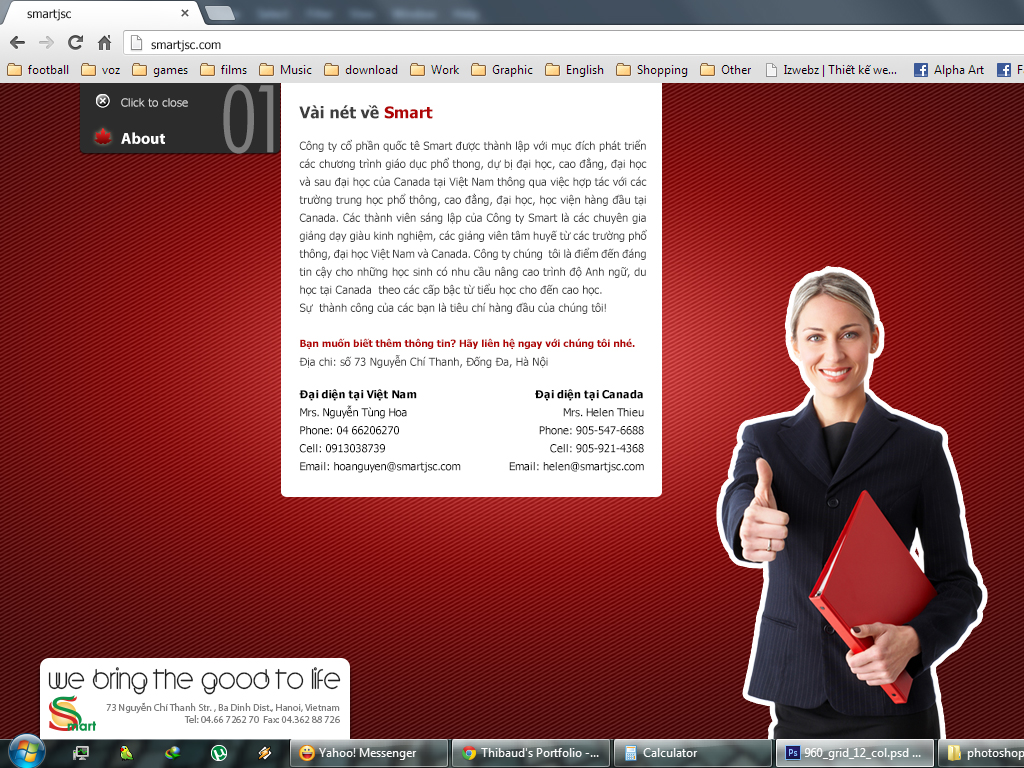 smartjsc
smartjsc.com
football voz games films Music download Work Graphic English Shopping Other Izwebz | Thiết kế we... Alpha Art
Click to close
01
About
Vài nét về Smart
Công ty cổ phần quốc tê Smart được thành lập với mục đích phát triển
các chương trình giáo dục phổ thong, dự bị đại học, cao đẳng, đại học
và sau đại học của Canada tại Việt Nam thông qua việc hợp tác với các
trường trung học phổ thông, cao đẳng, đại học, học viện hàng đầu tại
Canada. Các thành viên sáng lập của Công ty Smart là các chuyên gia
giảng dạy giàu kinh nghiệm, các giảng viên tâm huyế từ các trường phổ
thông, đại học Việt Nam và Canada. Công ty chúng tôi là điểm đến đáng
tin cậy cho những học sinh có nhu cầu nâng cao trình độ Anh ngữ, du
học tại Canada theo các cấp bậc từ tiểu học cho đến cao học.
Sự thành công của các bạn là tiêu chí hàng đầu của chúng tôi!
Bạn muốn biết thêm thông tin? Hãy liên hệ ngay với chúng tôi nhé.
Địa chỉ: số 73 Nguyễn Chí Thanh, Đống Đa, Hà Nội
Đại diện tại Việt Nam
Mrs. Nguyễn Tùng Hoa
Phone: 04 66206270
Cell: 0913038739
Email: hoanguyen@smartjsc.com
Đại diện tại Canada
Mrs. Helen Thieu
Phone: 905-547-6688
Cell: 905-921-4368
Email: helen@smartjsc.com
we bring the good to life
Smart
73 Nguyễn Chí Thanh Str. , Ba Dinh Dist., Hanoi, Vietnam
Tel: 04.66 7262 70 Fax: 04.362 88 726
Yahoo! Messenger
Thibaud's Portfolio -...
Calculator
Ps
960_grid_12_col.psd ...
photoshop